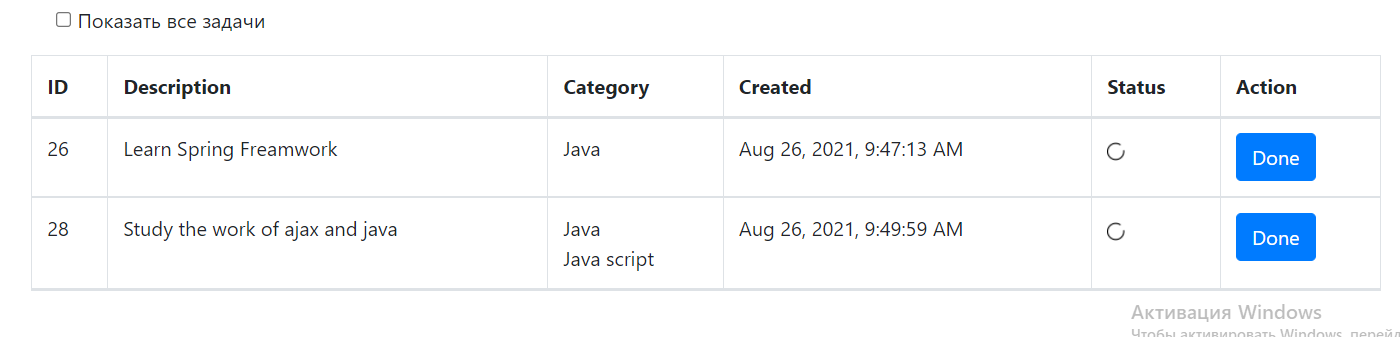 Показать все задачи
ID Description Category Created Status Action
26 Learn Spring Freamwork Java Aug 26, 2021, 9:47:13 AM Done
28 Study the work of ajax and java Java Aug 26, 2021, 9:49:59 AM Done
Java script
Активация Windows
Чтобы активировать Windows, перейд